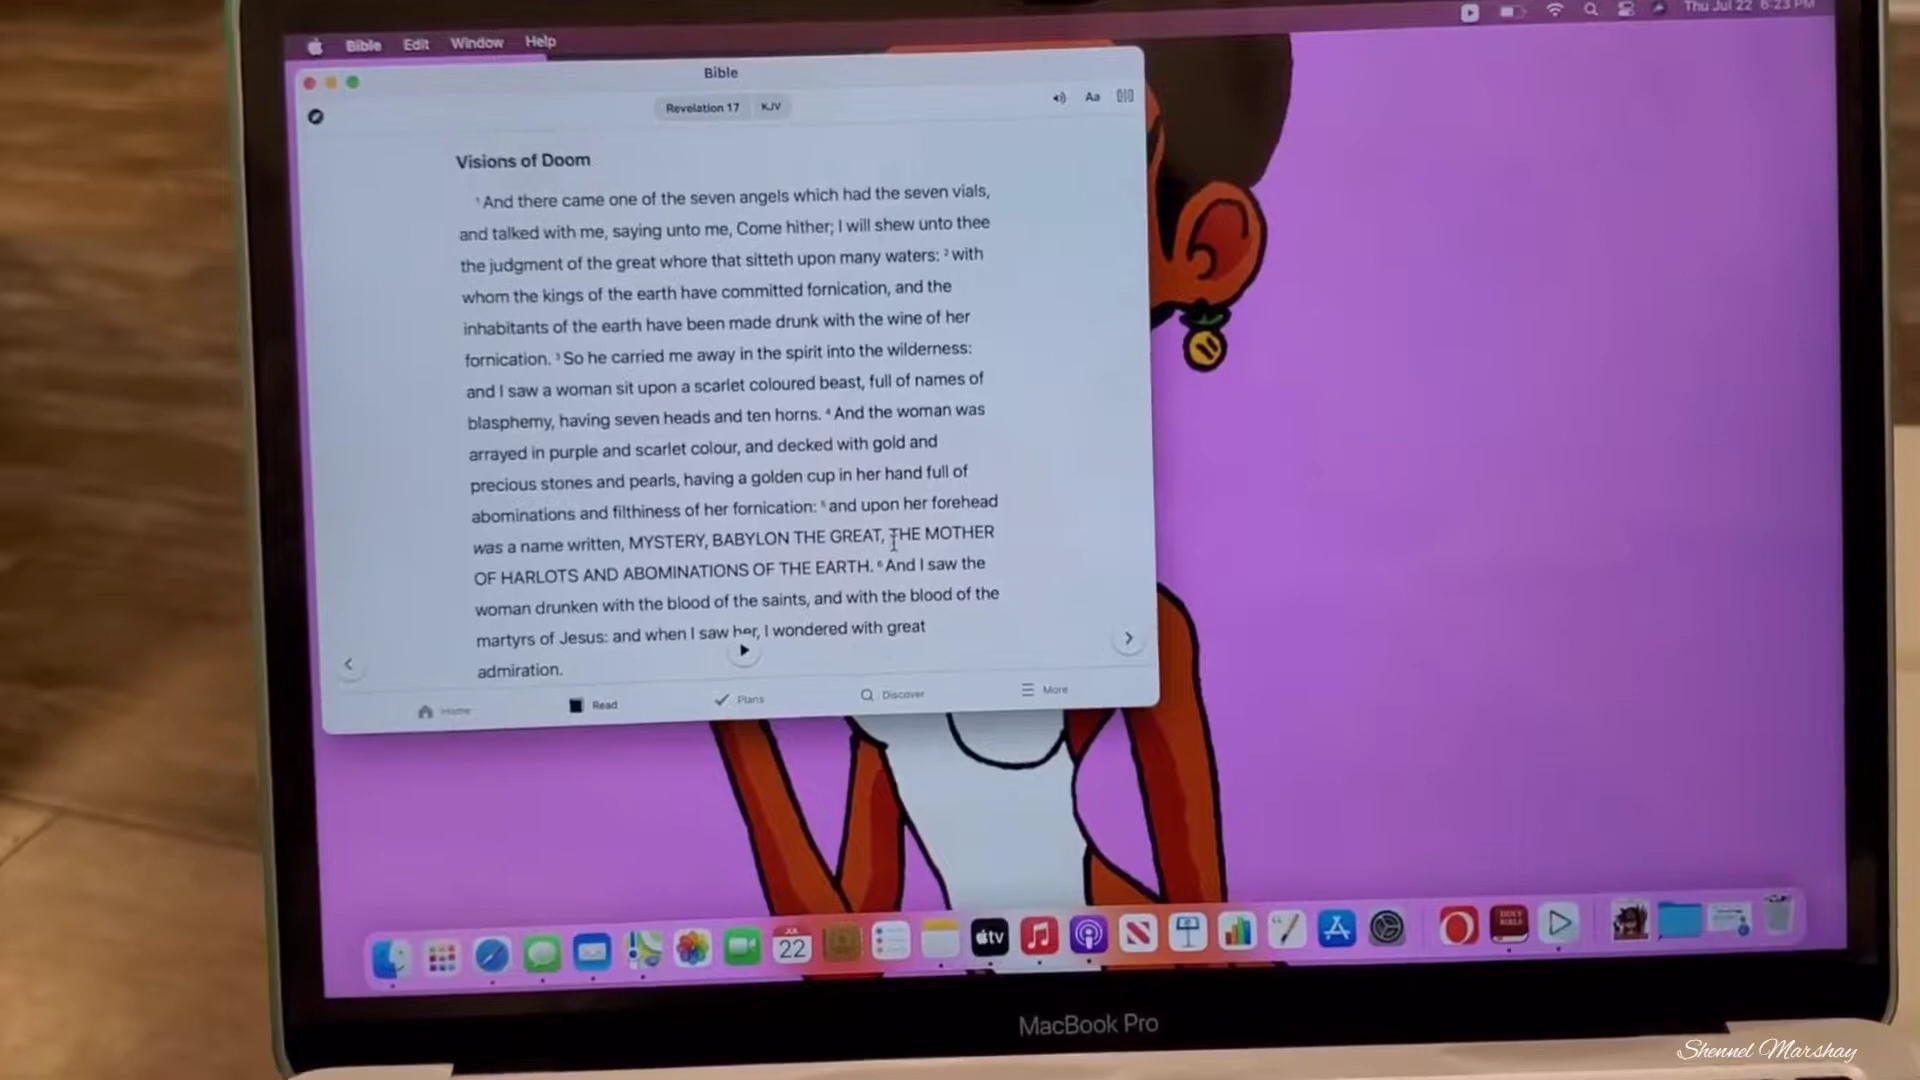 Bible Edit Window Help
Thu Jul 22 6:23 PM
Bible
Revelation 17 KJV
Aa
Visions of Doom
1 And there came one of the seven angels which had the seven vials,
and talked with me, saying unto me, Come hither; I will shew unto thee
the judgment of the great whore that sitteth upon many waters: 2 with
whom the kings of the earth have committed fornication, and the
inhabitants of the earth have been made drunk with the wine of her
fornication. 3 So he carried me away in the spirit into the wilderness:
and I saw a woman sit upon a scarlet coloured beast, full of names of
blasphemy, having seven heads and ten horns. 4 And the woman was
arrayed in purple and scarlet colour, and decked with gold and
precious stones and pearls, having a golden cup in her hand full of
abominations and filthiness of her fornication: 5 and upon her forehead
was a name written, MYSTERY, BABYLON THE GREAT, THE MOTHER
OF HARLOTS AND ABOMINATIONS OF THE EARTH. 6 And I saw the
woman drunken with the blood of the saints, and with the blood of the
martyrs of Jesus: and when I saw her, I wondered with great
admiration.
Home Read Plans Discover More
JUL
22
tv
HOLY
BIBLE
MacBook Pro
Shennel Marshay